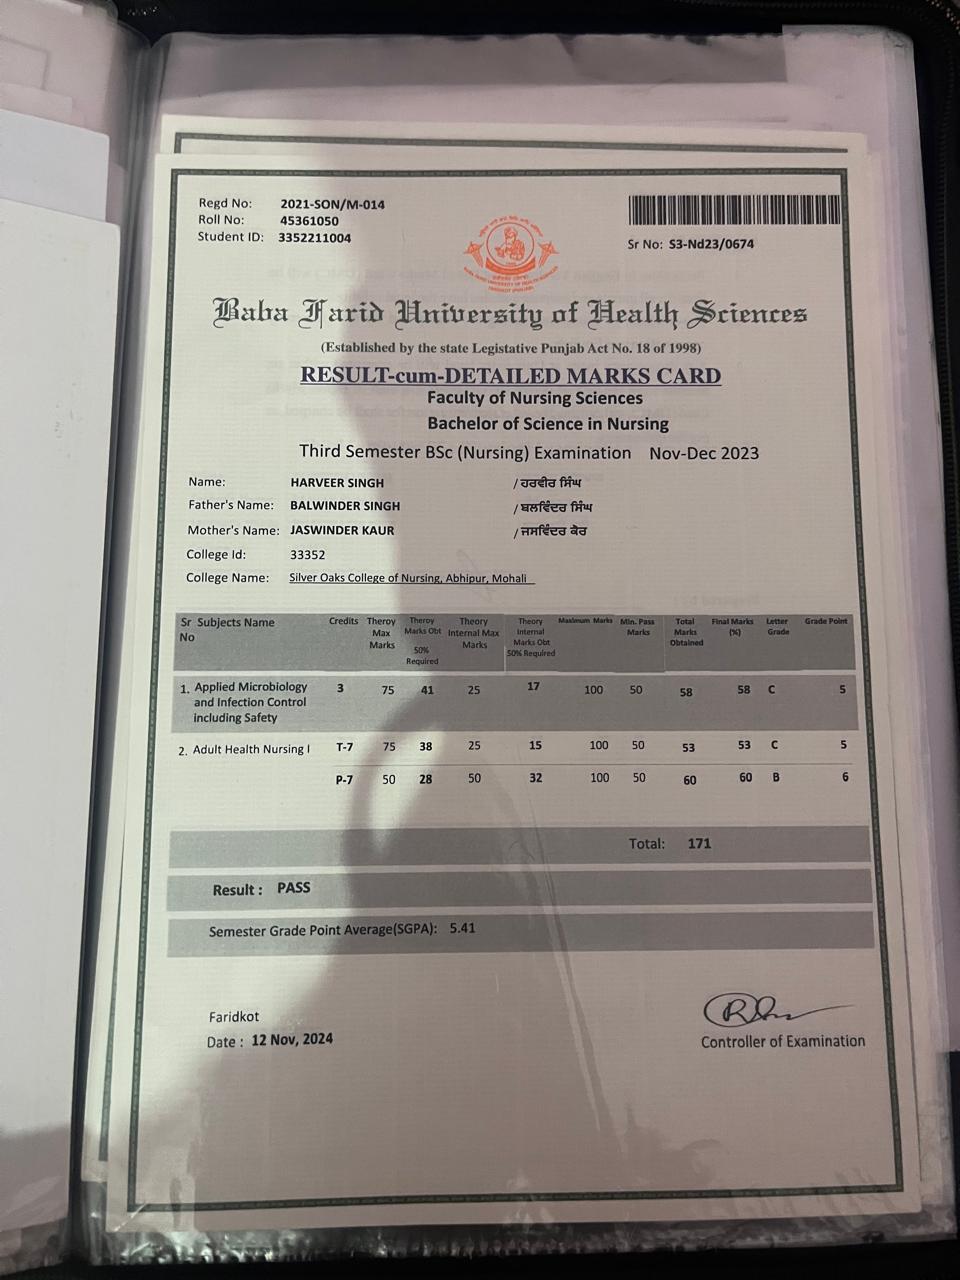 Regd No: 2021-SON/M-014
Roll No: 45361050
Student ID: 3352211004
Sr No: S3-Nd23/0674
Baba Farid University of Health Sciences
(Established by the state Legistative Punjab Act No. 18 of 1998)
RESULT-cum-DETAILED MARKS CARD
Faculty of Nursing Sciences
Bachelor of Science in Nursing
Third Semester BSc (Nursing) Examination Nov-Dec 2023
Name: HARVEER SINGH / ਹਰਵੀਰ ਸਿੰਘ
Father's Name: BALWINDER SINGH / ਬਲਵਿੰਦਰ ਸਿੰਘ
Mother's Name: JASWINDER KAUR / ਜਸਵਿੰਦਰ ਕੋਰ
College Id: 33352
College Name: Silver Oaks College of Nursing, Abhipur, Mohali
Sr No Subjects Name Credits Theroy Max Marks Theroy Marks Obt 50% Required Theory Internal Max Marks Theory Internal Marks Obt 50% Required Maximum Marks Min. Pass Marks Total Marks Obtained Final Marks (%) Letter Grade Grade Point
1. Applied Microbiology and Infection Control including Safety 3 75 41 25 17 100 50 58 58 C 5
2. Adult Health Nursing I T-7 75 38 25 15 100 50 53 53 C 5
P-7 50 28 50 32 100 50 60 60 B 6
Total: 171
Result : PASS
Semester Grade Point Average(SGPA): 5.41
Faridkot
Date : 12 Nov, 2024
Controller of Examination